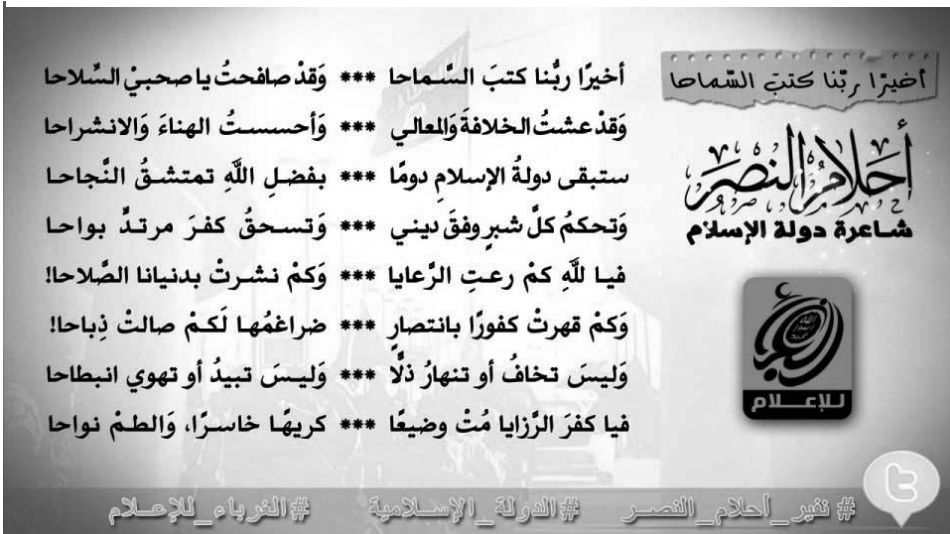 أخيرًا ربّنا كتبَ السّماحا
أحلام النصر
شاعرة دولة الإسلام
للإعلام
أخيرًا ربُّنا كتبَ السَّماحا *** وَقدْ صافحتُ يا صحبيْ السِّلاحا
وَقدْ عشتُ الخلافةَ وَالمعالي *** وَأحسستُ الهناءَ وَالانشراحا
ستبقى دولةُ الإسلامِ دومًا *** بفضلِ اللَّهِ تمتشقُ النَّجاحا
وَتحكمُ كلَّ شبرٍ وفقَ ديني *** وَتسحقُ كفرَ مرتدٍّ بواحا
فيا للَّهِ كمْ رعتِ الرَّعايا *** وَكمْ نشرتْ بدنيانا الصَّلاحا!
وَكمْ قهرتْ كفورًا بانتصارٍ *** ضراغمُها لَكمْ صالتْ ذِباحا!
وَليسَ تخافُ أو تنهارُ ذلًّا *** وَليسَ تبيدُ أو تهوي انبطاحا
فيا كفرَ الرَّزايا مُتْ وضيعًا *** كريهًا خاسرًا، وَالطمْ نواحا
#نفير_أحلام_النصر #الدولة_الإسلامية #الغرباء_للإعلام